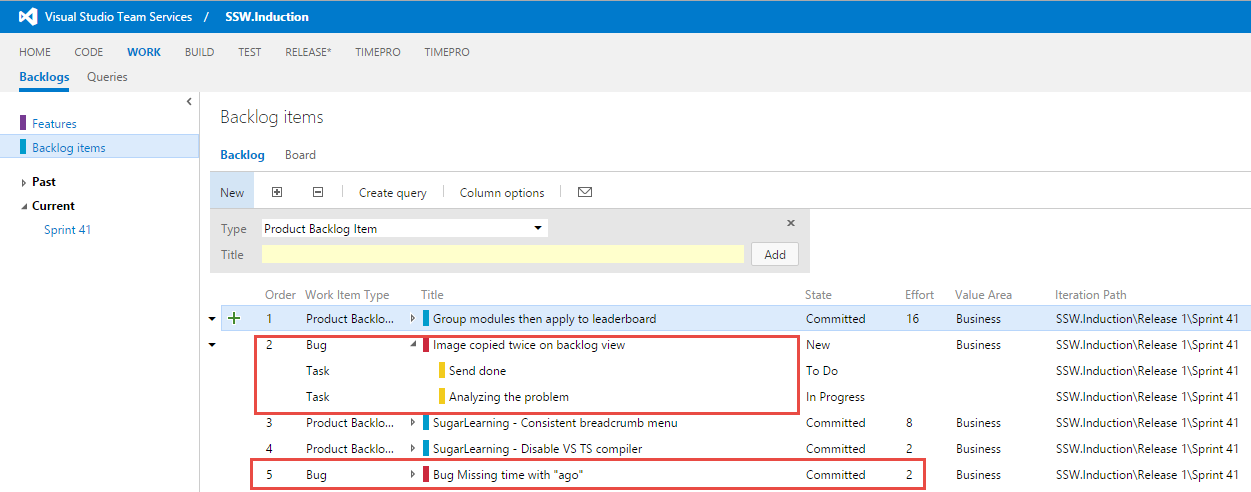 Visual Studio Team Services / SSW.Induction
HOME CODE WORK BUILD TEST RELEASE* TIMEPRO TIMEPRO
Backlogs Queries
Features
Backlog items
Past
Current
Sprint 41
Backlog items
Backlog Board
New Create query Column options
Type Product Backlog Item
Title Add
Order Work Item Type Title State Effort Value Area Iteration Path
1 Product Backlo... Group modules then apply to leaderboard Committed 16 Business SSW.Induction\Release 1\Sprint 41
2 Bug Image copied twice on backlog view New Business SSW.Induction\Release 1\Sprint 41
Task Send done To Do SSW.Induction\Release 1\Sprint 41
Task Analyzing the problem In Progress SSW.Induction\Release 1\Sprint 41
3 Product Backlo... SugarLearning - Consistent breadcrumb menu Committed 8 Business SSW.Induction\Release 1\Sprint 41
4 Product Backlo... SugarLearning - Disable VS TS compiler Committed 2 Business SSW.Induction\Release 1\Sprint 41
5 Bug Bug Missing time with "ago" Committed 2 Business SSW.Induction\Release 1\Sprint 41